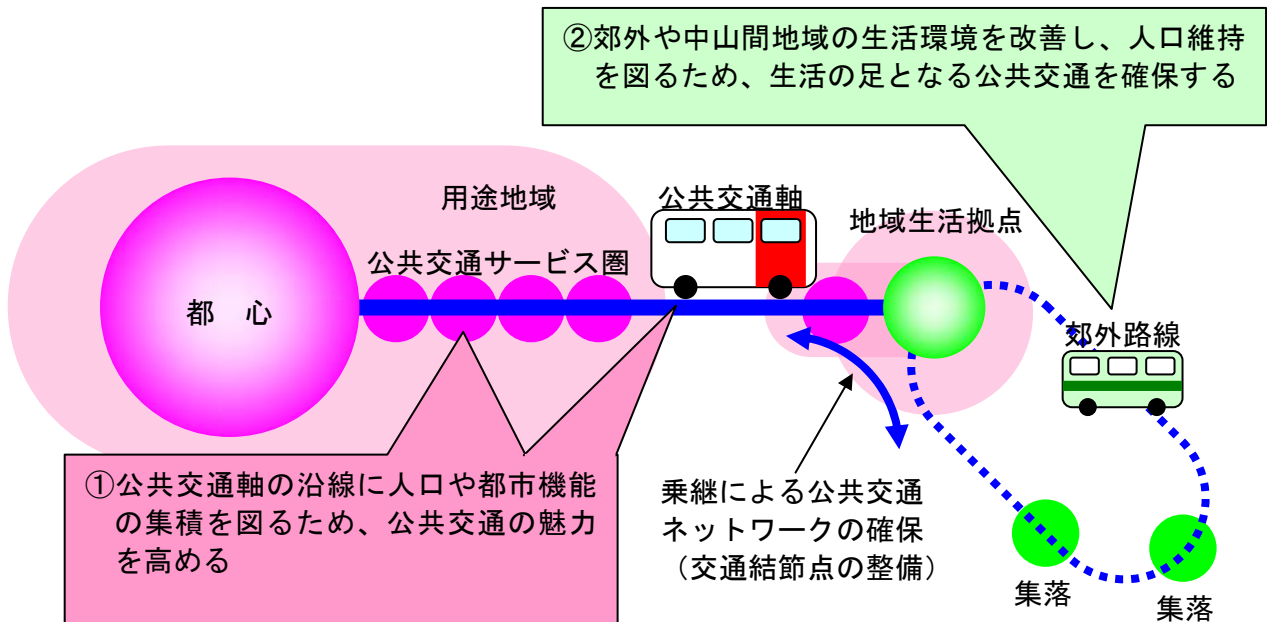 ②郊外や中山間地域の生活環境を改善し、人口維持
を図るため、生活の足となる公共交通を確保する
用途地域
公共交通軸
地域生活拠点
公共交通サービス圏
都　心
郊外路線
①公共交通軸の沿線に人口や都市機能
の集積を図るため、公共交通の魅力
を高める
乗継による公共交通
ネットワークの確保
（交通結節点の整備）
集落
集落